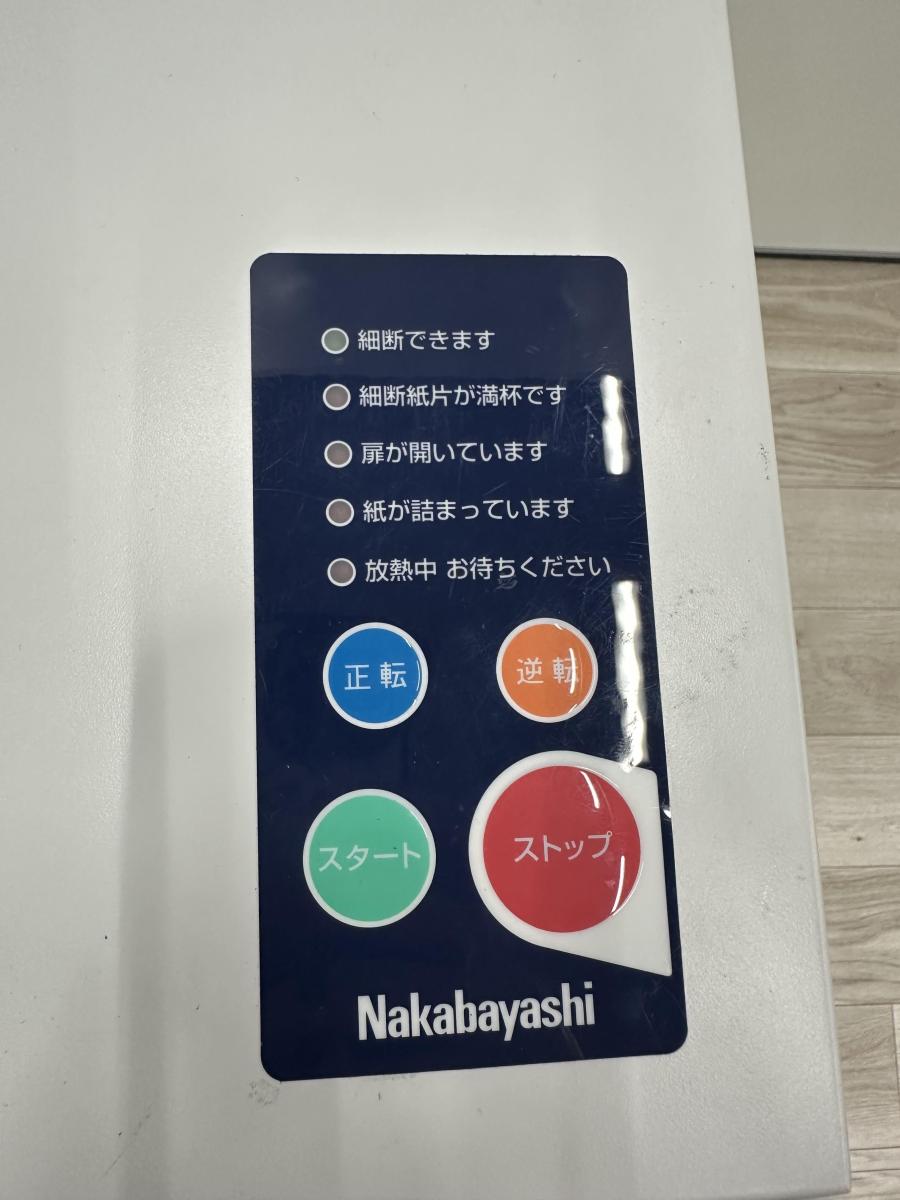 細断できます
細断紙片が満杯です
扉が開いています
紙が詰まっています
放熱中 お待ちください
正転 逆転
スタート ストップ
Nakabayashi